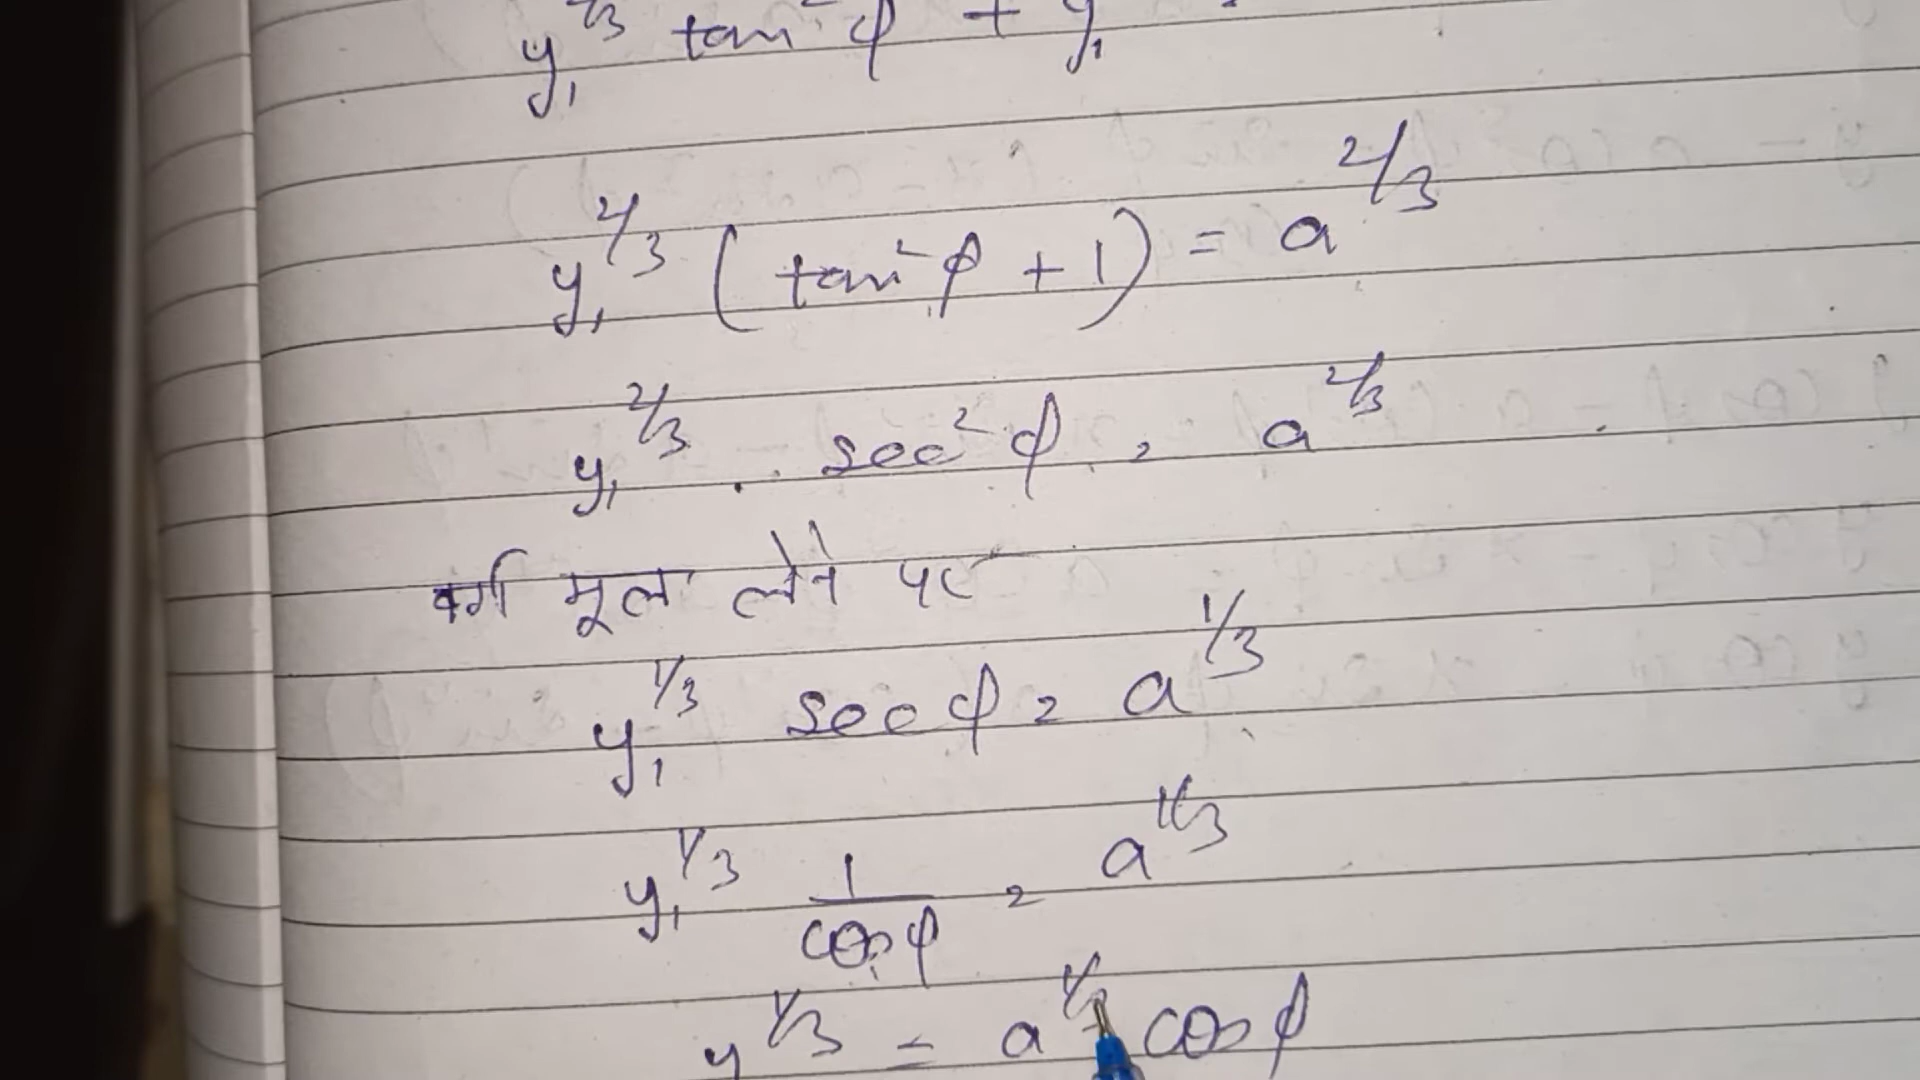 y₁^2/3 tan²φ + y₁
y₁^2/3 (tan²φ + 1) = a^2/3
y₁^2/3 . sec²φ = a^2/3
वर्ग मूल लेने पर
y₁^1/3 secφ = a^1/3
y₁^1/3 1/cosφ = a^1/3
y^1/3 = a^1/3 cosφ